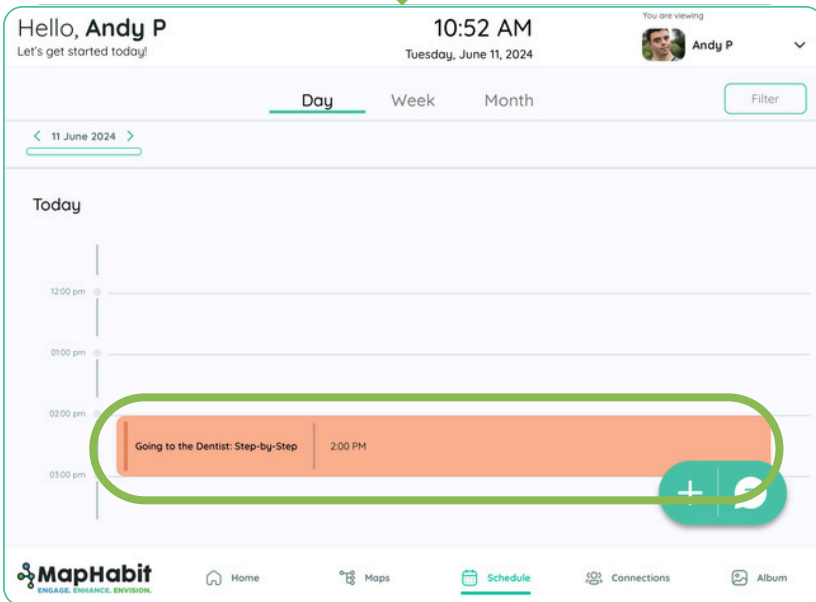 Hello, Andy P
Let's get started today!
10:52 AM
Tuesday, June 11, 2024
You are viewing
Andy P
Day Week Month
Filter
< 11 June 2024 >
Today
12:00 pm
01:00 pm
02:00 pm
Going to the Dentist: Step-by-Step 2:00 PM
03:00 pm
MapHabit
ENGAGE. ENHANCE. ENVISION.
Home Maps Schedule Connections Album